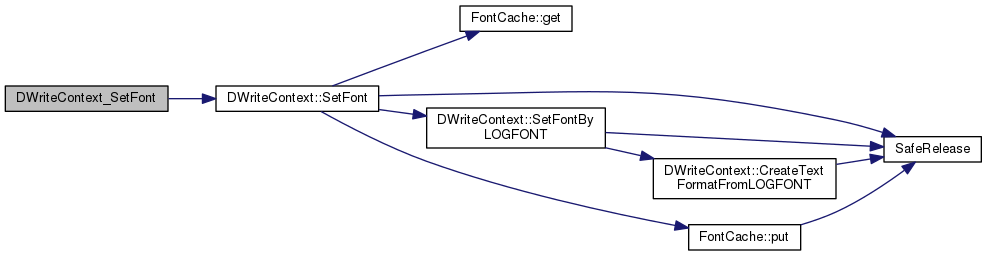 FontCache::get
DWriteContext_SetFont
DWriteContext::SetFont
DWriteContext::SetFontBy
LOGFONT
SafeRelease
DWriteContext::CreateText
FormatFromLOGFONT
FontCache::put